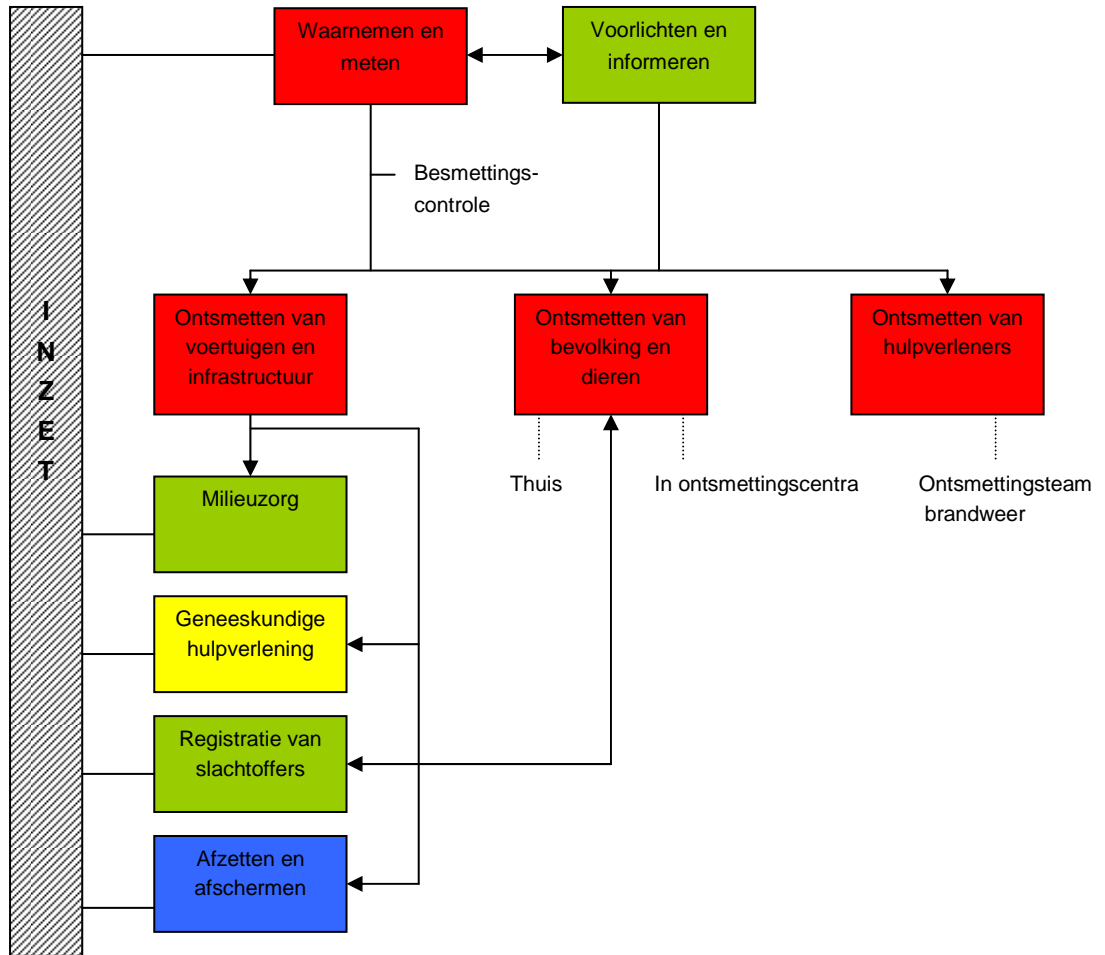 Waarnemen en
meten
Voorlichten en
informeren
Besmettings-
controle
I
N
Z
E
T
Ontsmetten van
voertuigen en
infrastructuur
Ontsmetten van
bevolking en
dieren
Ontsmetten van
hulpverleners
Thuis
In ontsmettingscentra
Ontsmettingsteam
brandweer
Milieuzorg
Geneeskundige
hulpverlening
Registratie van
slachtoffers
Afzetten en
afschermen